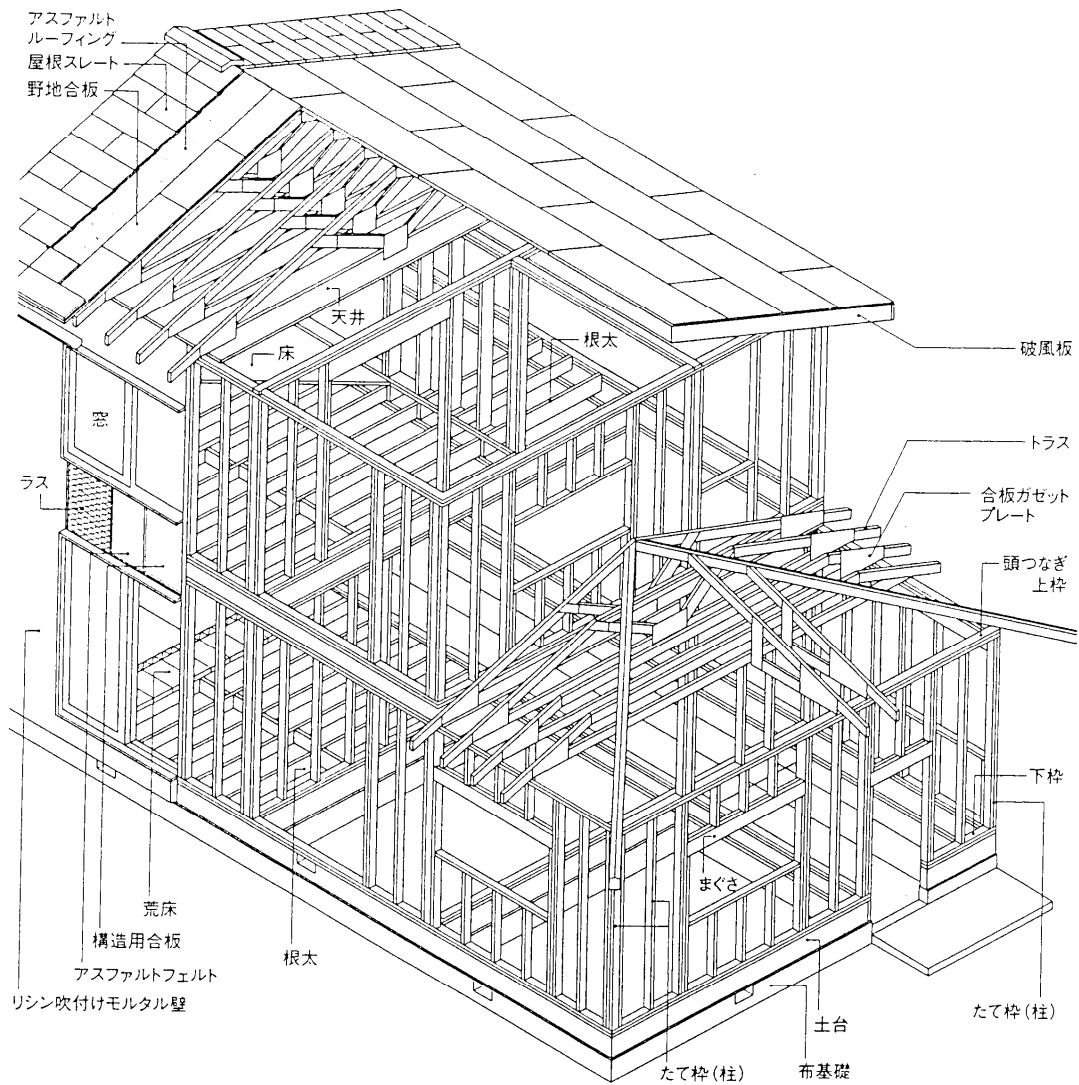 アスファルト
ルーフィング
屋根スレート
野地合板
天井
床
根太
破風板
窓
トラス
ラス
合板ガゼット
プレート
頭つなぎ
上枠
下枠
まぐさ
荒床
構造用合板
根太
アスファルトフェルト
リシン吹付けモルタル壁
たて枠(柱)
土台
たて枠(柱)
布基礎